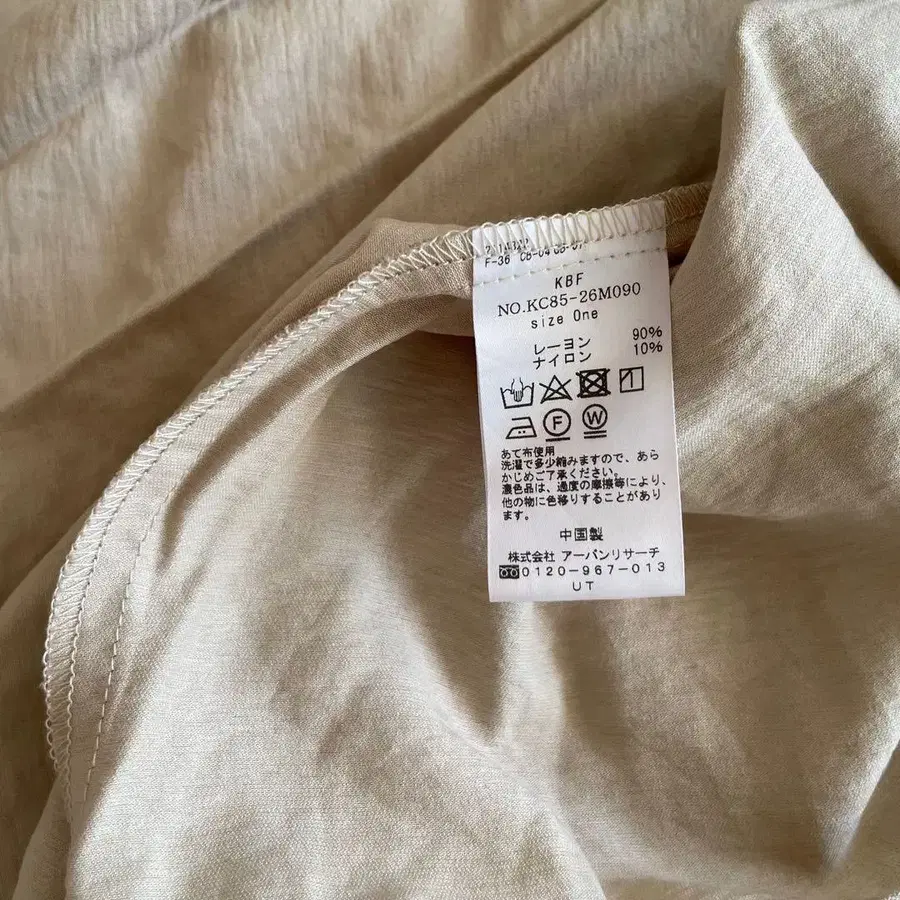 F-36 CB-04
KBF
NO.KC85-26M090
size One
レーヨン 90%
ナイロン 10%
F W
あて布使用
洗濯で多少縮みますので、あら
かじめご了承ください。
濃色品は、過度の摩擦等により、
他の物に色移りすることがあり
ます。
中国製
株式会社 アーバンリサーチ
0120-967-013
UT